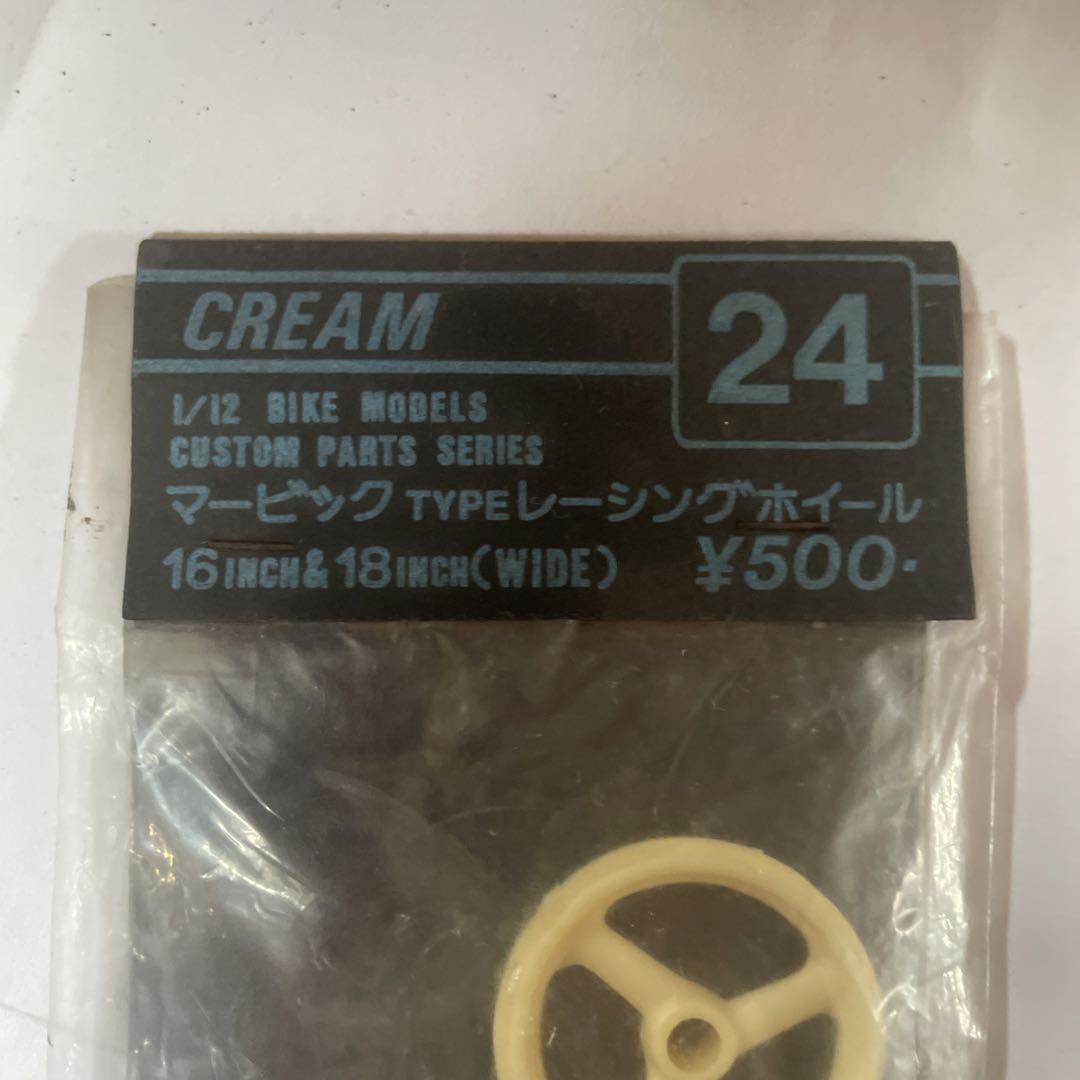 CREAM
24
1/12 BIKE MODELS
CUSTOM PARTS SERIES
マービックTYPEレーシングホイール
16INCH&18INCH(WIDE) ¥500-